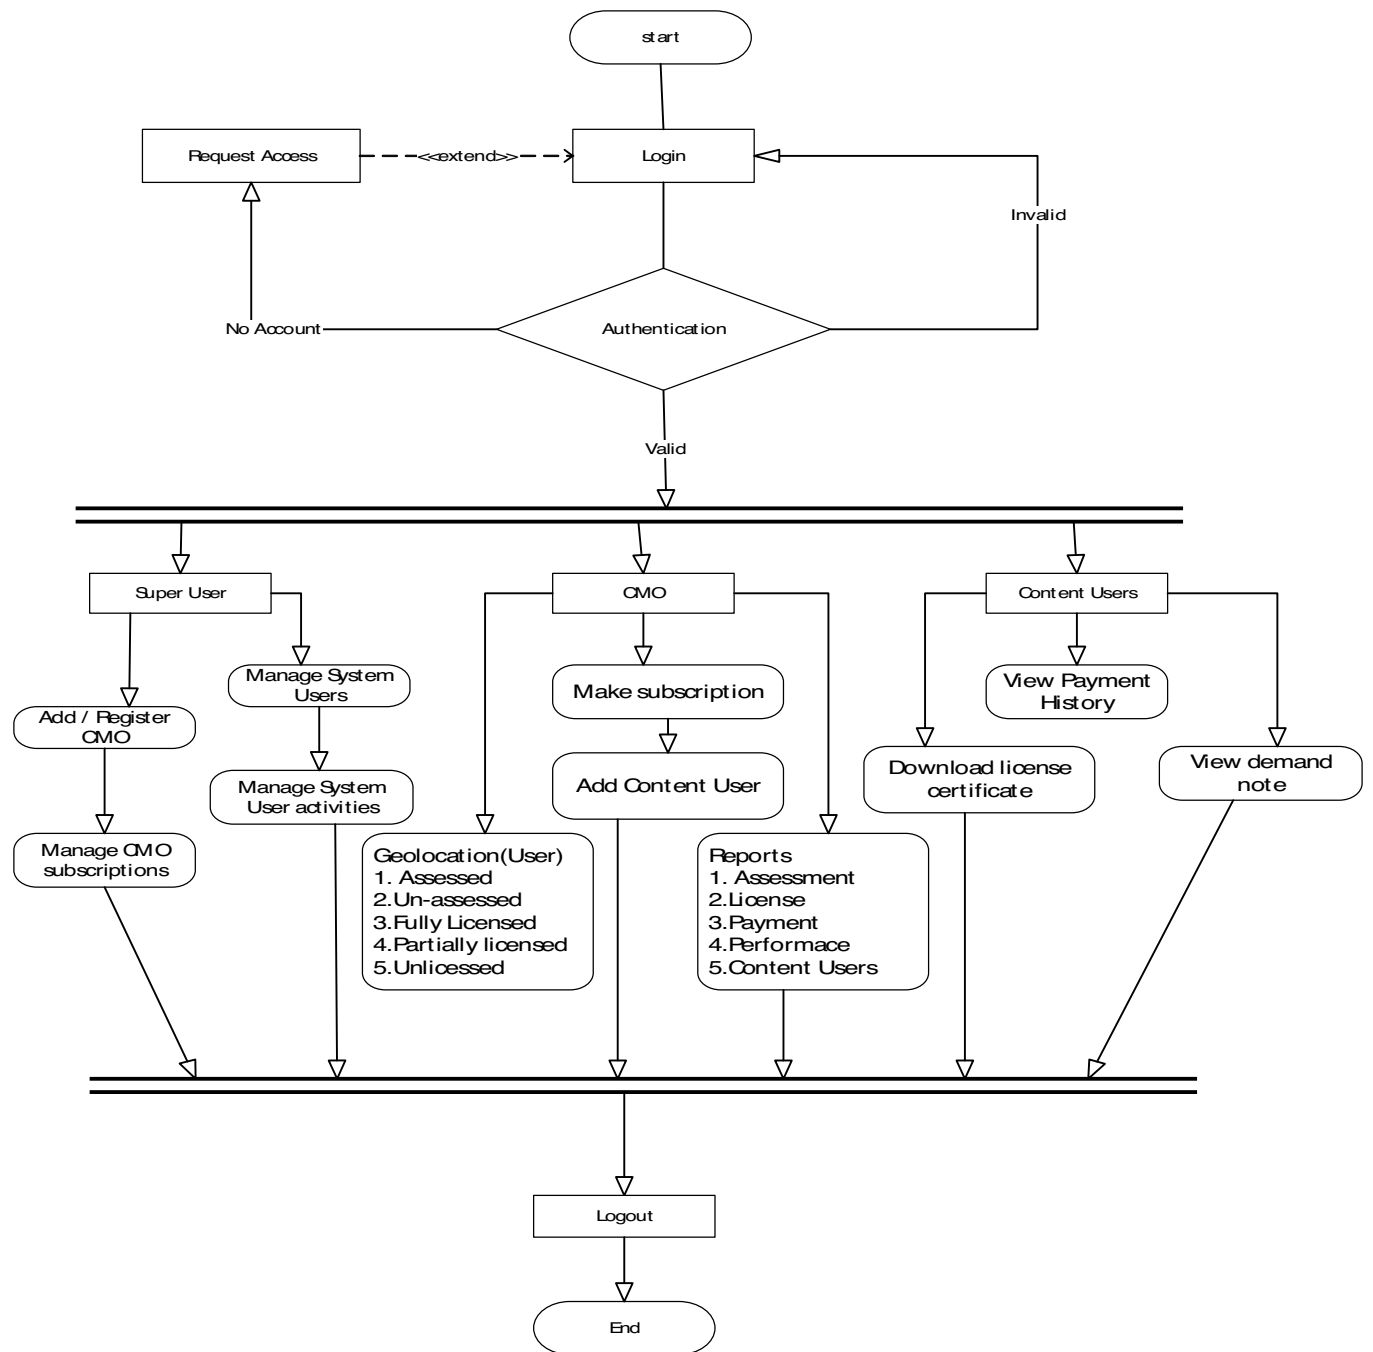 start
Request Access
<<extend>>
Login
Invalid
No Account
Authentication
Valid
Super User
CMO
Content Users
Manage System
Users
Make subscription
View Payment
History
Add / Register
CMO
Manage System
User activities
Add Content User
Download license
certificate
View demand
note
Manage CMO
subscriptions
Geolocation(User)
1. Assessed
2.Un-assessed
3.Fully Licensed
4.Partially licensed
5.Unlicessed
Reports
1. Assessment
2.License
3.Payment
4.Performace
5.Content Users
Logout
End